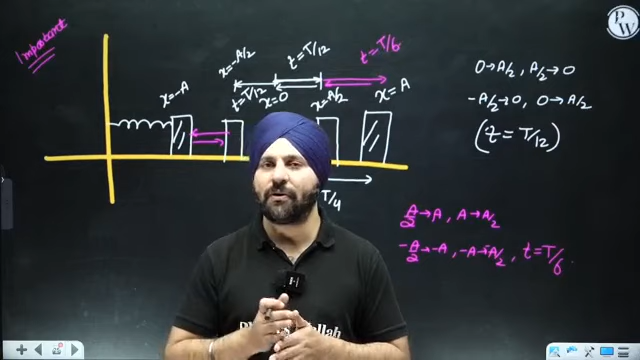 Important
x=-A
x=-A/2
t=T/12
t=T/6
t=T/12
x=0
x=A/2
x=A
T/4
0→A/2, A/2→0
-A/2→0, 0→A/2
(t=T/12)
A/2→A, A→A/2
-A/2→-A, -A→-A/2, t=T/6
PW